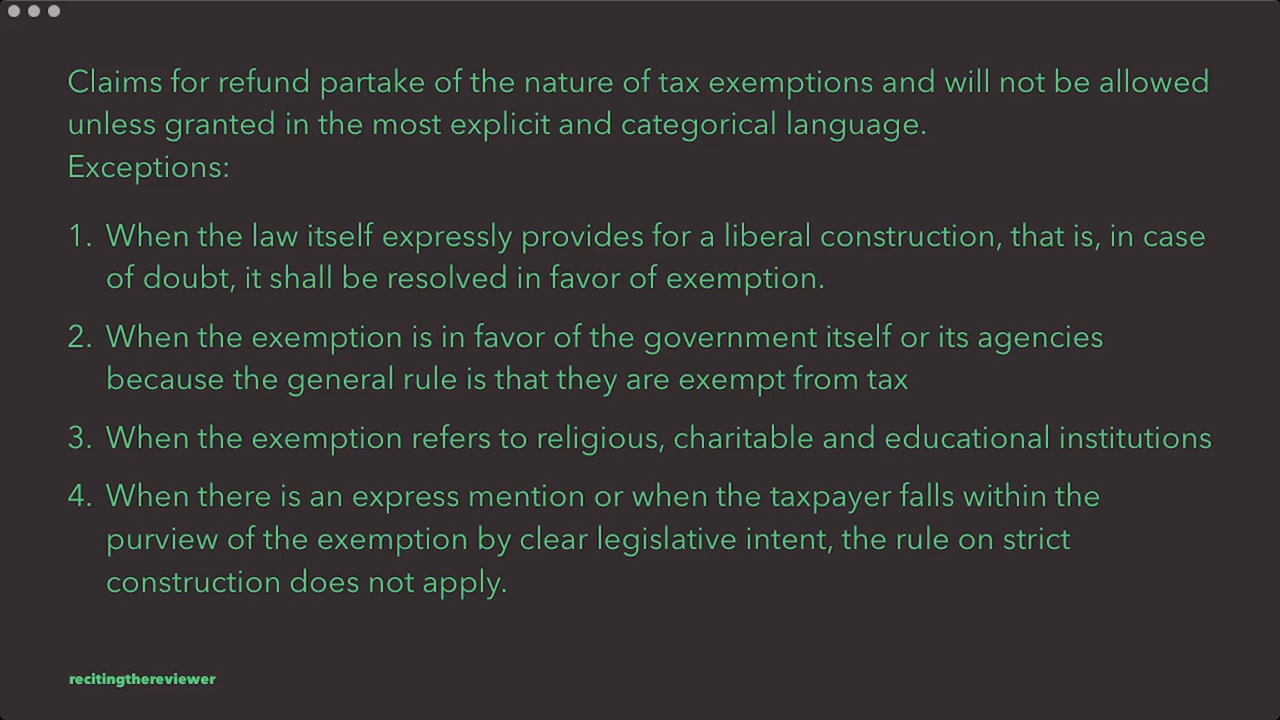 Claims for refund partake of the nature of tax exemptions and will not be allowed
unless granted in the most explicit and categorical language.
Exceptions:
1. When the law itself expressly provides for a liberal construction, that is, in case
of doubt, it shall be resolved in favor of exemption.
2. When the exemption is in favor of the government itself or its agencies
because the general rule is that they are exempt from tax
3. When the exemption refers to religious, charitable and educational institutions
4. When there is an express mention or when the taxpayer falls within the
purview of the exemption by clear legislative intent, the rule on strict
construction does not apply.
recitingthereviewer